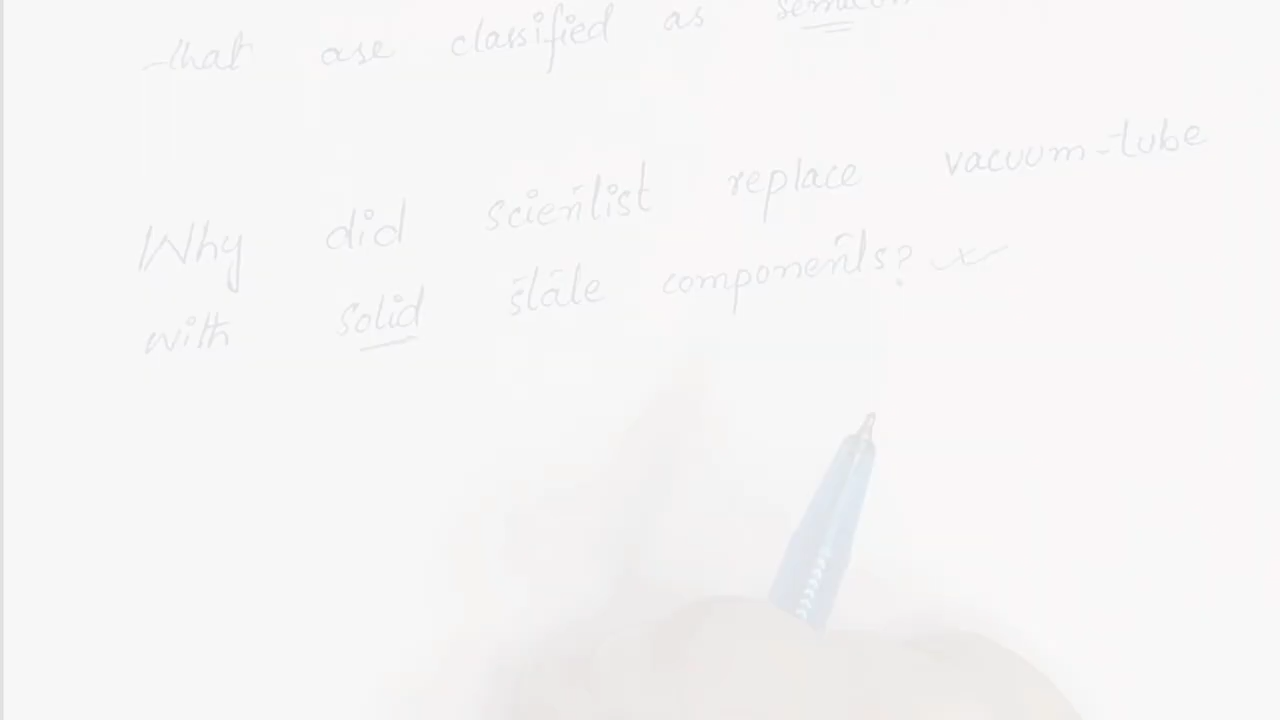 that are classified as
Why did scientist replace vacuum-tube
with solid state components?